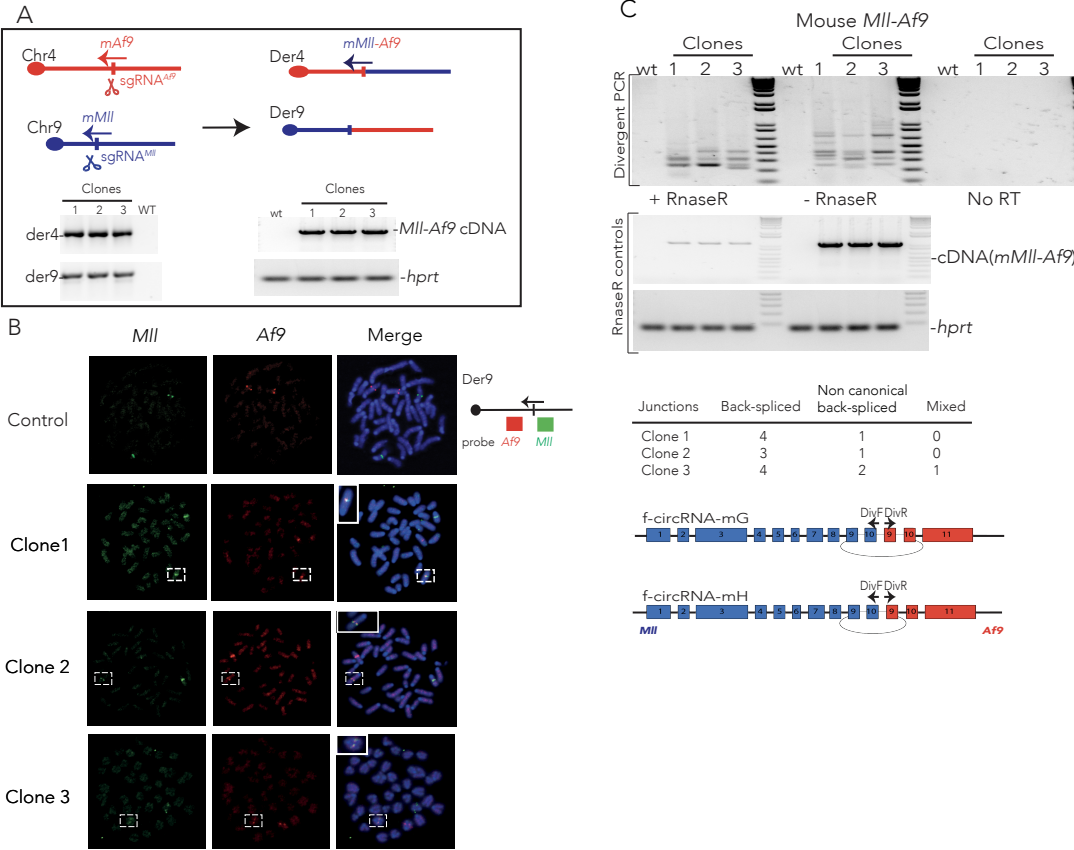 A
Chr4
mAf9
sgRNAAf9
Chr9
mMll
sgRNAMll
Der4
mMll-Af9
Der9
Clones
1 2 3 WT
der4-
der9-
Clones
wt 1 2 3
-Mll-Af9 cDNA
-hprt
B
Mll Af9 Merge
Control
Clone1
Clone 2
Clone 3
Der9
probe Af9 Mll
C
Mouse Mll-Af9
Clones Clones Clones
wt 1 2 3 wt 1 2 3 wt 1 2 3
Divergent PCR
+ RnaseR - RnaseR No RT
RnaseR controls
-cDNA(mMll-Af9)
-hprt
Junctions Back-spliced Non canonical back-spliced Mixed
Clone 1 4 1 0
Clone 2 3 1 0
Clone 3 4 2 1
f-circRNA-mG
DivF DivR
1 2 3 4 5 6 7 8 9 10 9 10 11
f-circRNA-mH
DivF DivR
1 2 3 4 5 6 7 8 9 10 9 10 11
Mll Af9